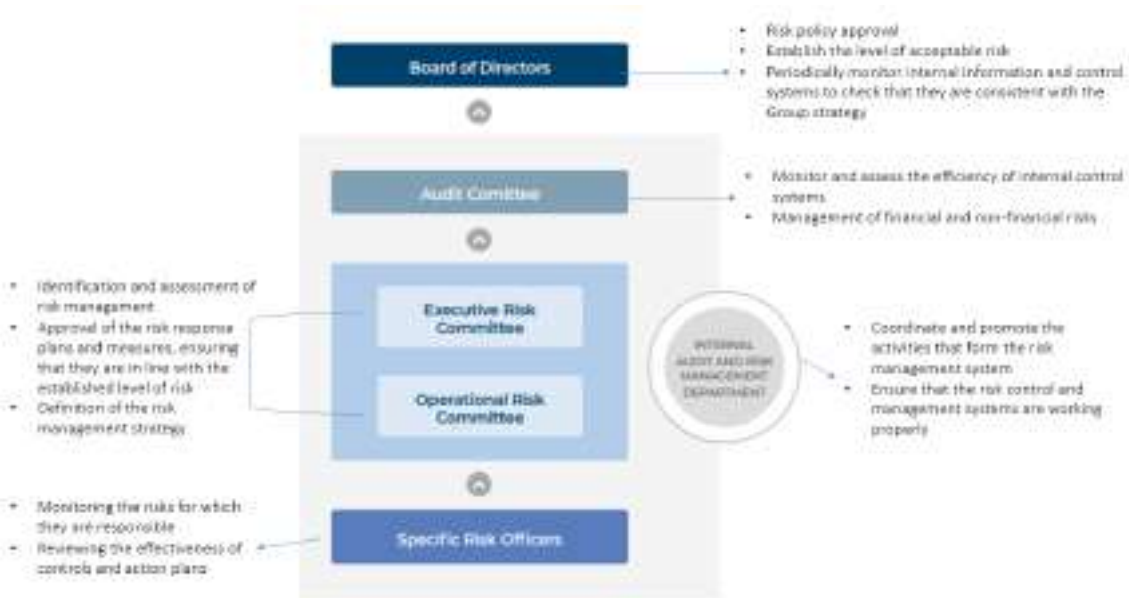 Board of Directors
• Risk policy approval
• Establish the level of acceptable risk
• Periodically monitor internal information and control
systems to check that they are consistent with the
Group strategy
Audit Comittee
• Monitor and assess the efficiency of internal control
systems
• Management of financial and non-financial risks
• Identification and assessment of
risk management
• Approval of the risk response
plans and measures, ensuring
that they are in line with the
established level of risk
• Definition of the risk
management strategy
Executive Risk
Committee
Operational Risk
Committee
INTERNAL
AUDIT AND RISK
MANAGEMENT
DEPARTMENT
• Coordinate and promote the
activities that form the risk
management system
• Ensure that the risk control and
management systems are working
properly
• Monitoring the risks for which
they are responsible
• Reviewing the effectiveness of
controls and action plans
Specific Risk Officers